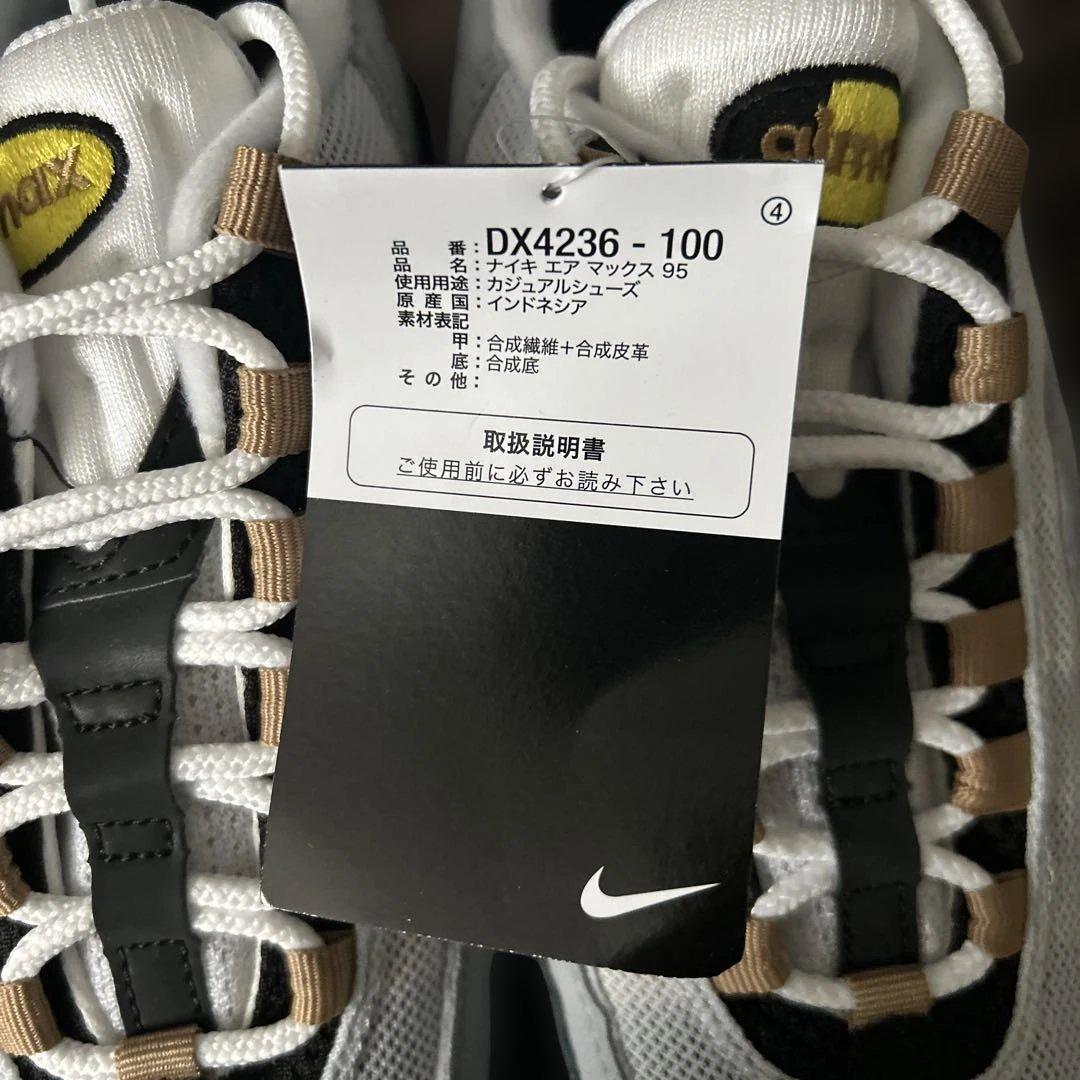 max
air max
④
品 番：DX4236 - 100
品 名：ナイキ エア マックス 95
使用用途：カジュアルシューズ
原 産 国：インドネシア
素材表記
甲：合成繊維＋合成皮革
底：合成底
そ の 他：
取扱説明書
ご使用前に必ずお読み下さい